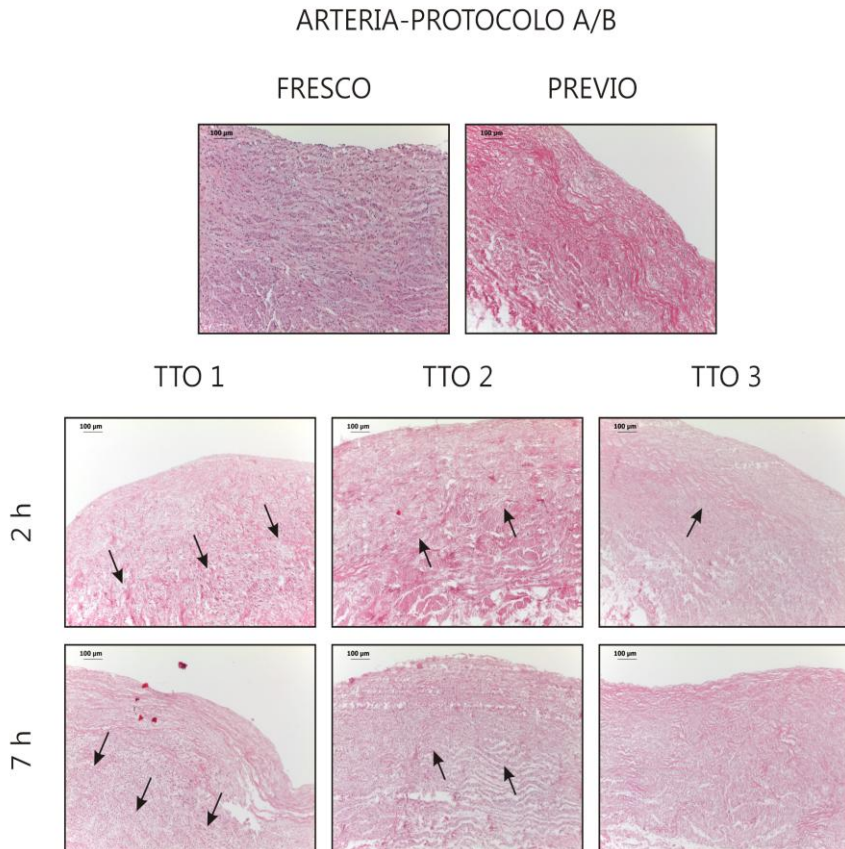 ARTERIA-PROTOCOLO A/B
FRESCO PREVIO
100 µm 100 µm
TTO 1 TTO 2 TTO 3
2 h
100 µm 100 µm 100 µm
7 h
100 µm 100 µm 100 µm